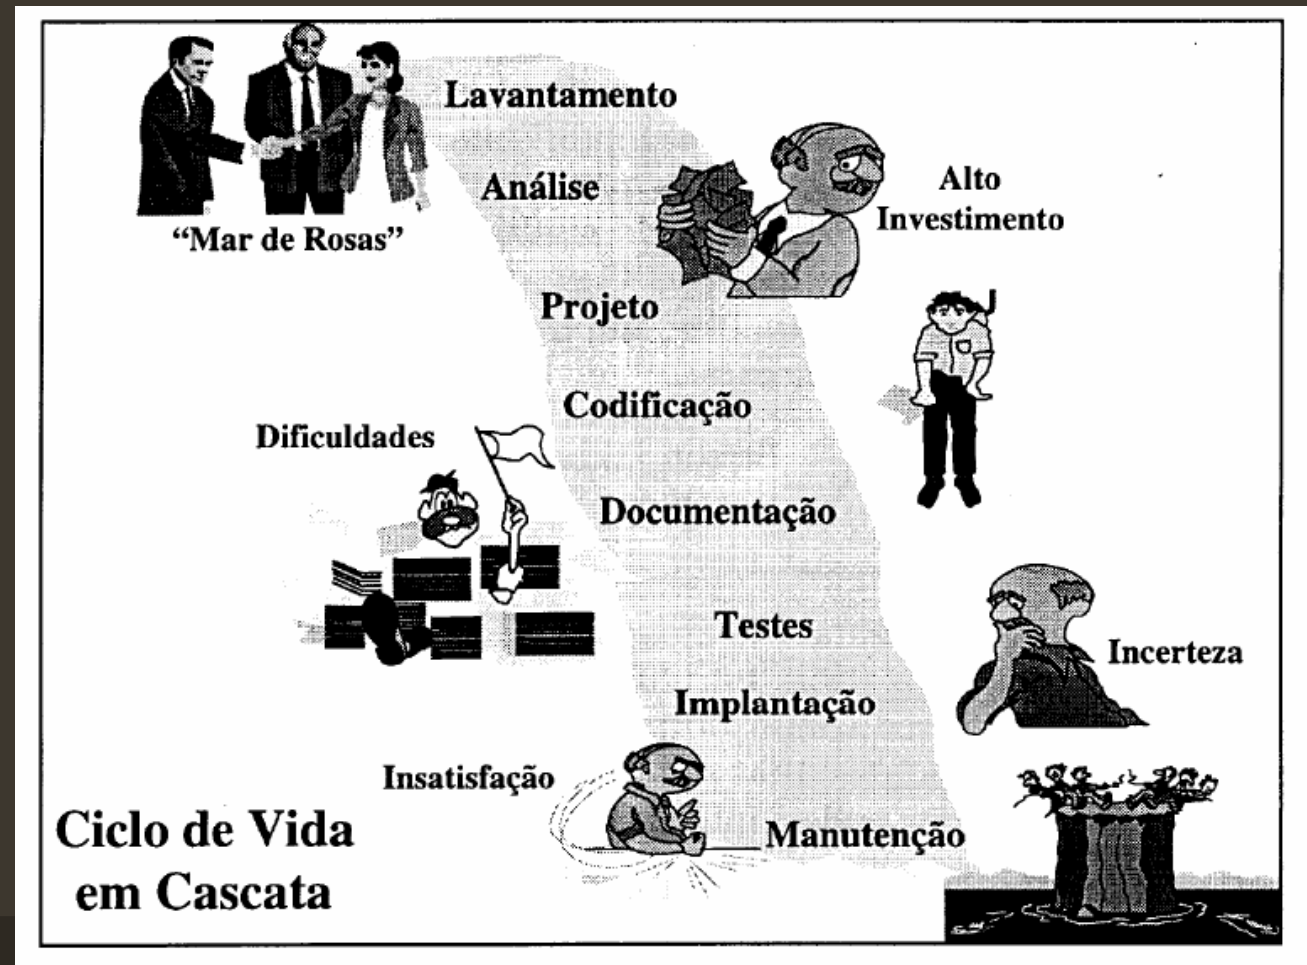 Lavantamento
Análise
Alto
Investimento
“Mar de Rosas”
Projeto
Codificação
Dificuldades
Documentação
Testes
Incerteza
Implantação
Insatisfação
Manutenção
Ciclo de Vida
em Cascata